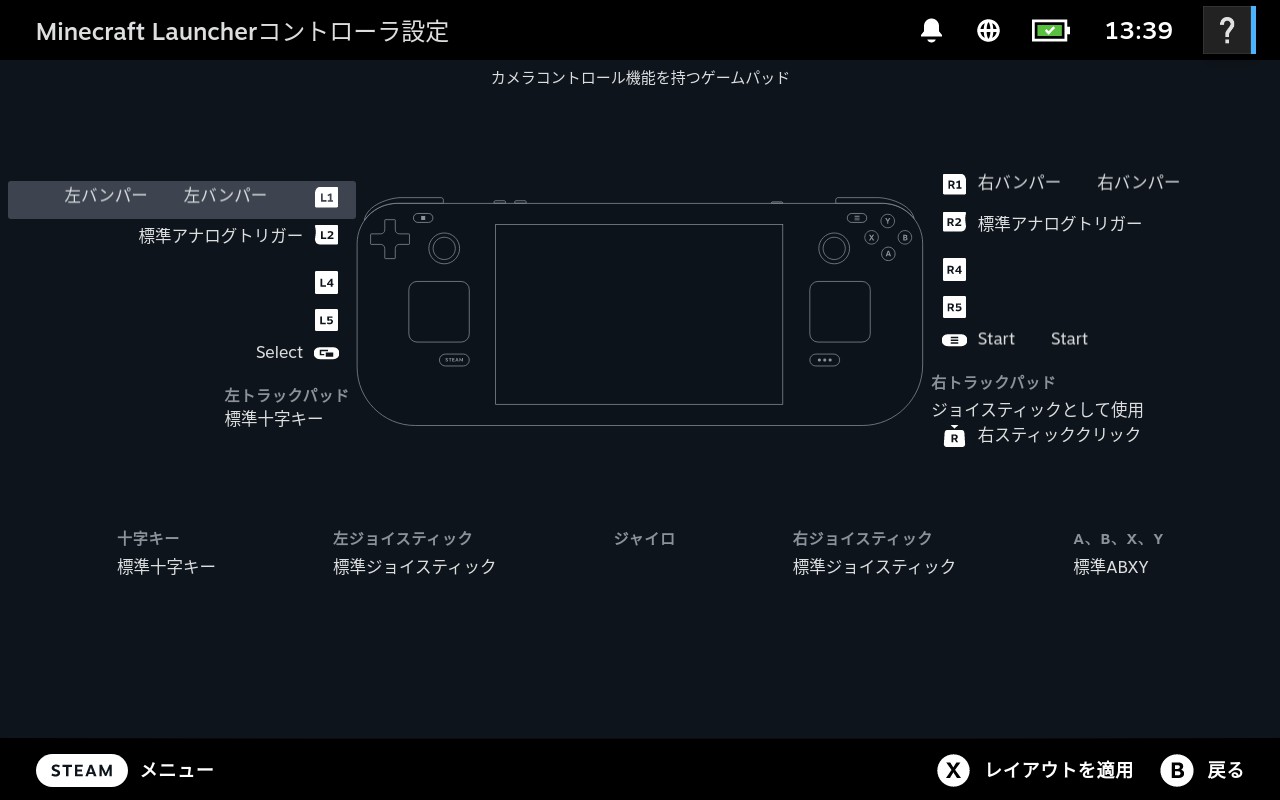 Minecraft Launcherコントローラ設定
13:39
?
カメラコントロール機能を持つゲームパッド
左バンパー 左バンパー L1
標準アナログトリガー L2
L4
L5
Select
左トラックパッド
標準十字キー
Y
X B
A
STEAM
R1 右バンパー 右バンパー
R2 標準アナログトリガー
R4
R5
Start Start
右トラックパッド
ジョイスティックとして使用
R 右スティッククリック
十字キー 左ジョイスティック ジャイロ 右ジョイスティック A、B、X、Y
標準十字キー 標準ジョイスティック 標準ジョイスティック 標準ABXY
STEAM メニュー X レイアウトを適用 B 戻る